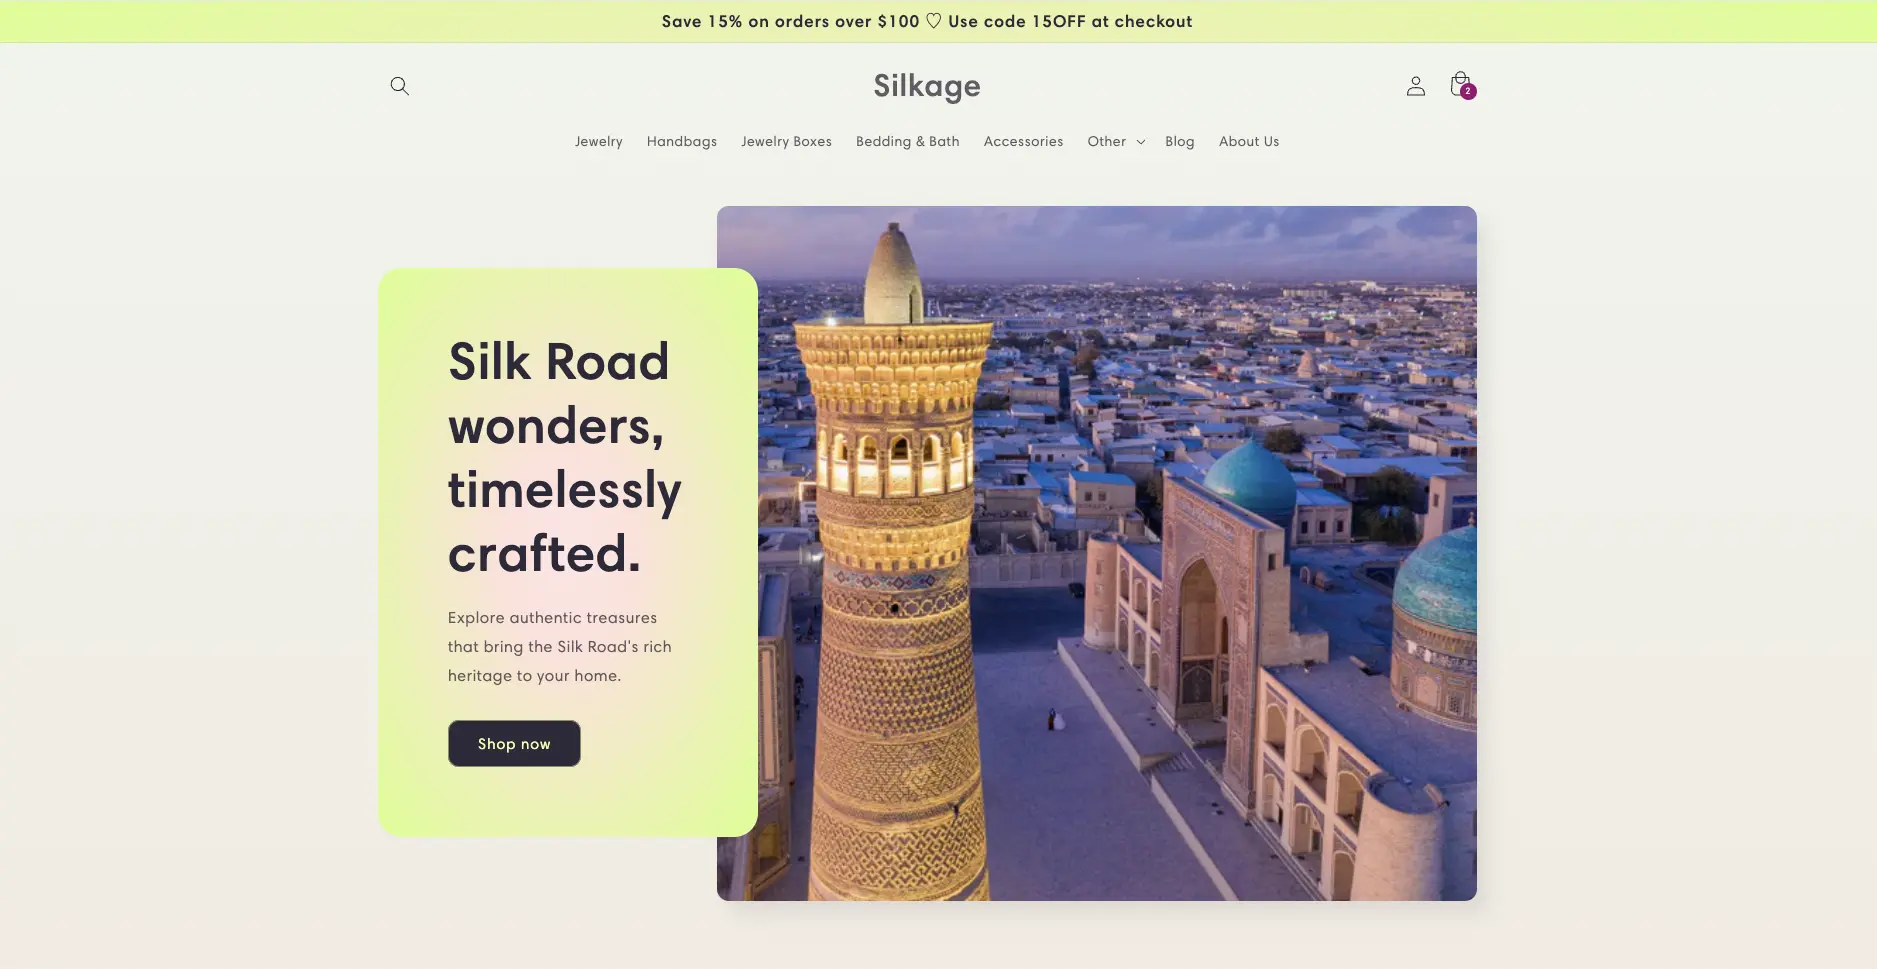 Save 15% on orders over $100 ♡ Use code 15OFF at checkout
Silkage
2
Jewelry Handbags Jewelry Boxes Bedding & Bath Accessories Other Blog About Us
Silk Road
wonders,
timelessly
crafted.
Explore authentic treasures
that bring the Silk Road's rich
heritage to your home.
Shop now